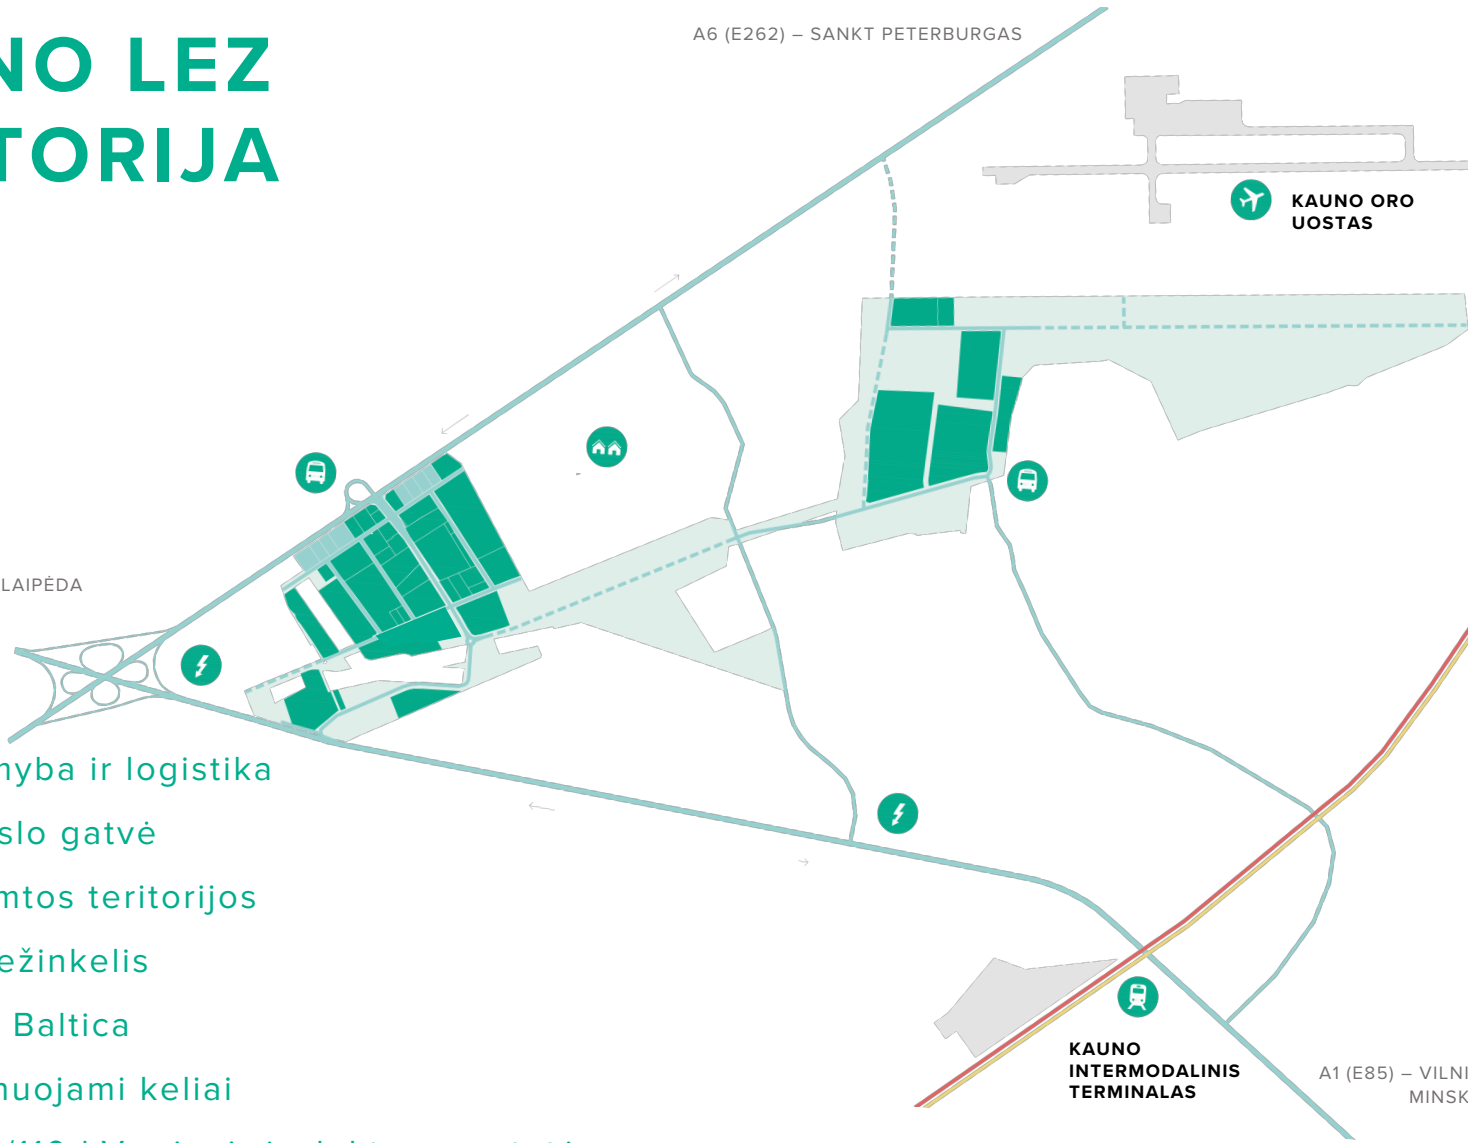 NO LEZ
TORIJA
A6 (E262) – SANKT PETERBURGAS
KAUNO ORO
UOSTAS
LAIPĖDA
nyba ir logistika
slo gatvė
mtos teritorijos
ežinkelis
Baltica
nuojami keliai
KAUNO
INTERMODALINIS
TERMINALAS
A1 (E85) – VILNI
MINSK